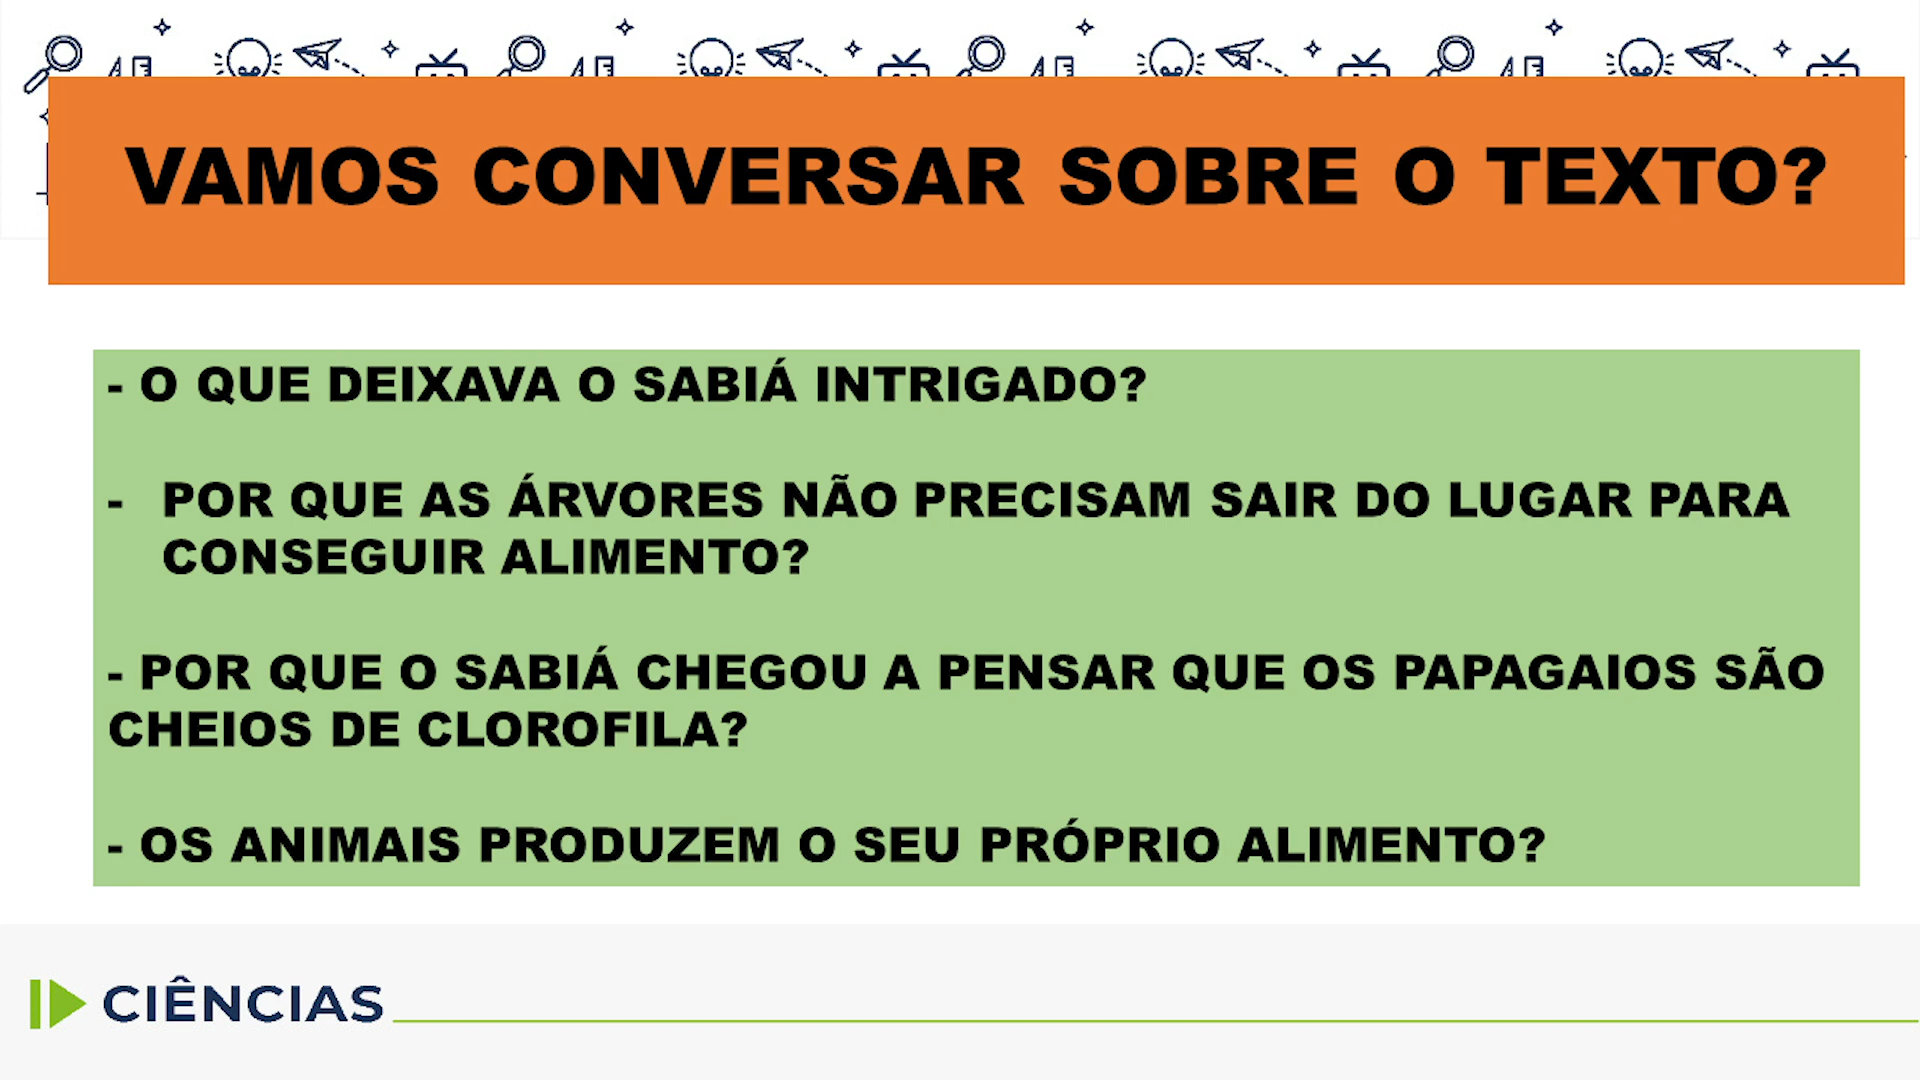 VAMOS CONVERSAR SOBRE O TEXTO?
- O QUE DEIXAVA O SABIÁ INTRIGADO?
- POR QUE AS ÁRVORES NÃO PRECISAM SAIR DO LUGAR PARA
CONSEGUIR ALIMENTO?
- POR QUE O SABIÁ CHEGOU A PENSAR QUE OS PAPAGAIOS SÃO
CHEIOS DE CLOROFILA?
- OS ANIMAIS PRODUZEM O SEU PRÓPRIO ALIMENTO?
CIÊNCIAS